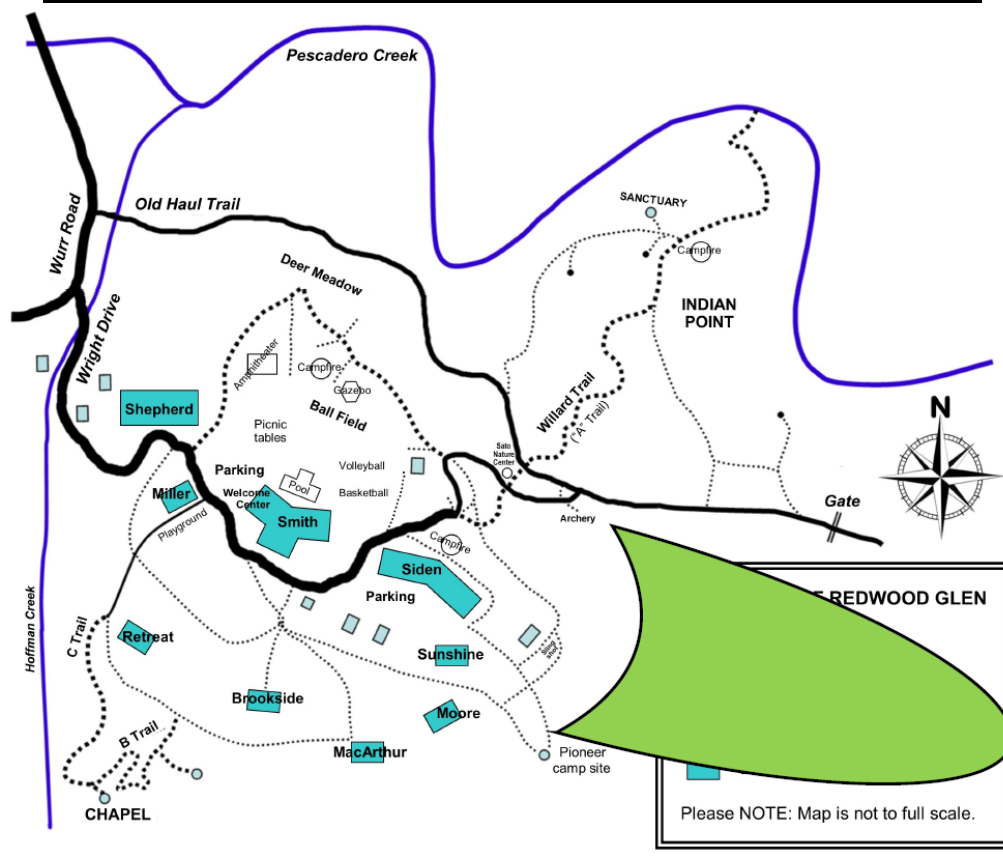 Pescadero Creek
SANCTUARY
Old Haul Trail
Wurr Road
Campfire
Deer Meadow
INDIAN
POINT
Wright Drive
Amphitheater
Campfire
Gazebo
Willard Trail
("A" Trail)
N
Shepherd
Ball Field
Picnic
tables
Sato
Nature
Center
Parking
Volleyball
Miller
Welcome
Center
Pool
Basketball
Gate
Playground
Smith
Archery
Campfire
Siden
Hoffman Creek
Parking
REDWOOD GLEN
C Trail
Retreat
Sling
shot
Sunshine
Brookside
Moore
B Trail
MacArthur
Pioneer
camp site
CHAPEL
Please NOTE: Map is not to full scale.